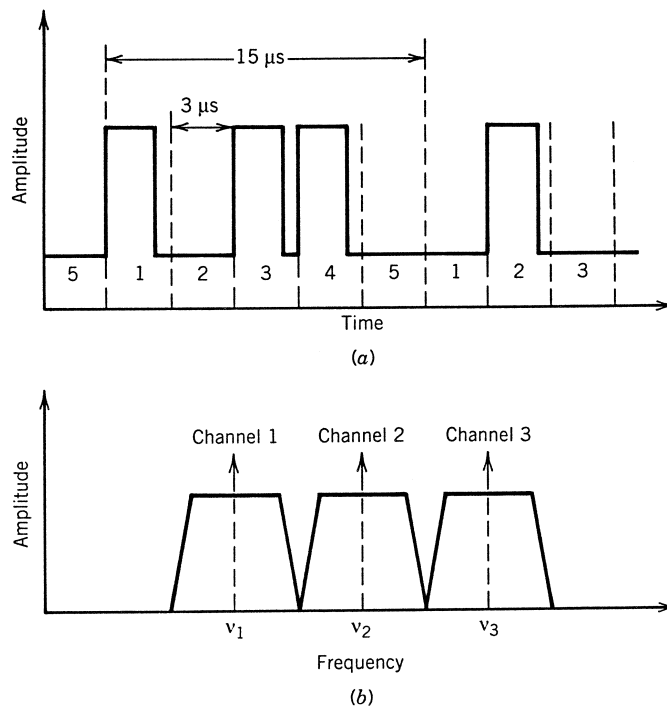 15 μs
3 μs
Amplitude
5 1 2 3 4 5 1 2 3
Time
(a)
Channel 1 Channel 2 Channel 3
Amplitude
ν1 ν2 ν3
Frequency
(b)